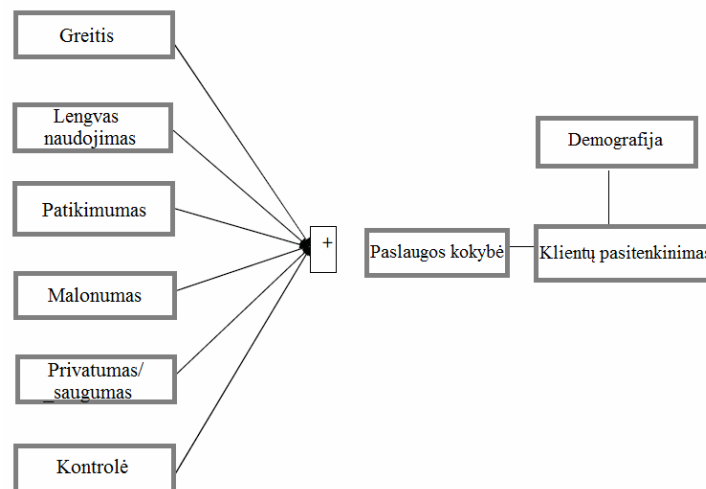 Greitis
Lengvas
naudojimas
Patikimumas
Malonumas
Privatumas/
_saugumas
Kontrolė
+
Paslaugos kokybė
Demografija
Klientų pasitenkinimas